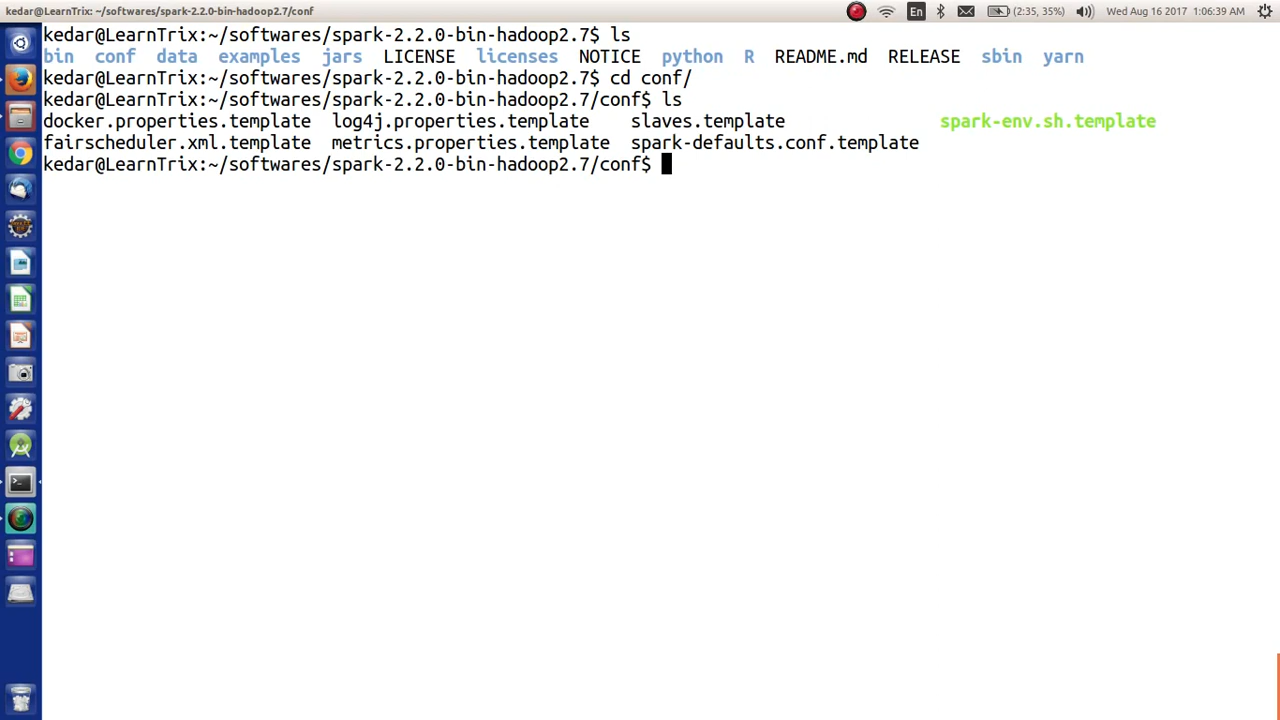 kedar@LearnTrix: ~/softwares/spark-2.2.0-bin-hadoop2.7/conf En (2:35, 35%) Wed Aug 16 2017 1:06:39 AM
kedar@LearnTrix:~/softwares/spark-2.2.0-bin-hadoop2.7$ ls
bin conf data examples jars LICENSE licenses NOTICE python R README.md RELEASE sbin yarn
kedar@LearnTrix:~/softwares/spark-2.2.0-bin-hadoop2.7$ cd conf/
kedar@LearnTrix:~/softwares/spark-2.2.0-bin-hadoop2.7/conf$ ls
docker.properties.template log4j.properties.template slaves.template spark-env.sh.template
fairscheduler.xml.template metrics.properties.template spark-defaults.conf.template
kedar@LearnTrix:~/softwares/spark-2.2.0-bin-hadoop2.7/conf$